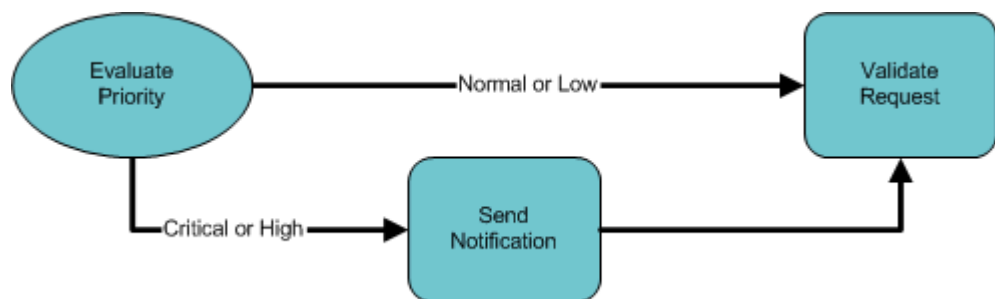 Evaluate
Priority
Normal or Low
Validate
Request
Critical or High
Send
Notification